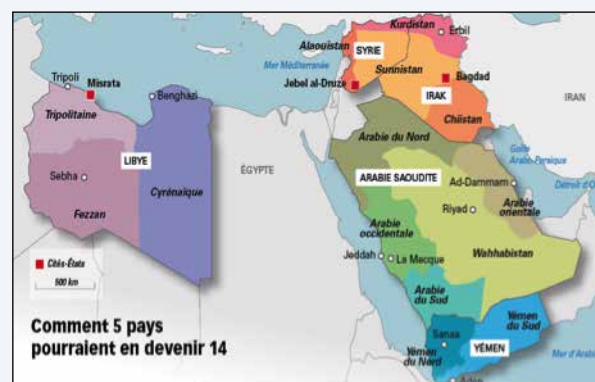 Kurdistan
Erbil
Alaouistan
SYRIE
Mer Méditerranée
Sunnistan
Tripoli
Misrata
Jebel al-Druze
Bagdad
Benghazi
IRAK
IRAN
Tripolitaine
Chiistan
Arabie du Nord
LIBYE
ÉGYPTE
Golfe
Arabo-Persique
ARABIE SAOUDITE
Sebha
Ad-Dammam
Détroit d'O
Cyrénaïque
Riyad
Arabie
orientale
Fezzan
Arabie
occidentale
Wahhabistan
Jeddah
La Mecque
Cités-États
500 km
Arabie
du Sud
Yémen
du Sud
Comment 5 pays
pourraient en devenir 14
Sanaa
YÉMEN
Yémen
du Nord
Mer d'Arabie